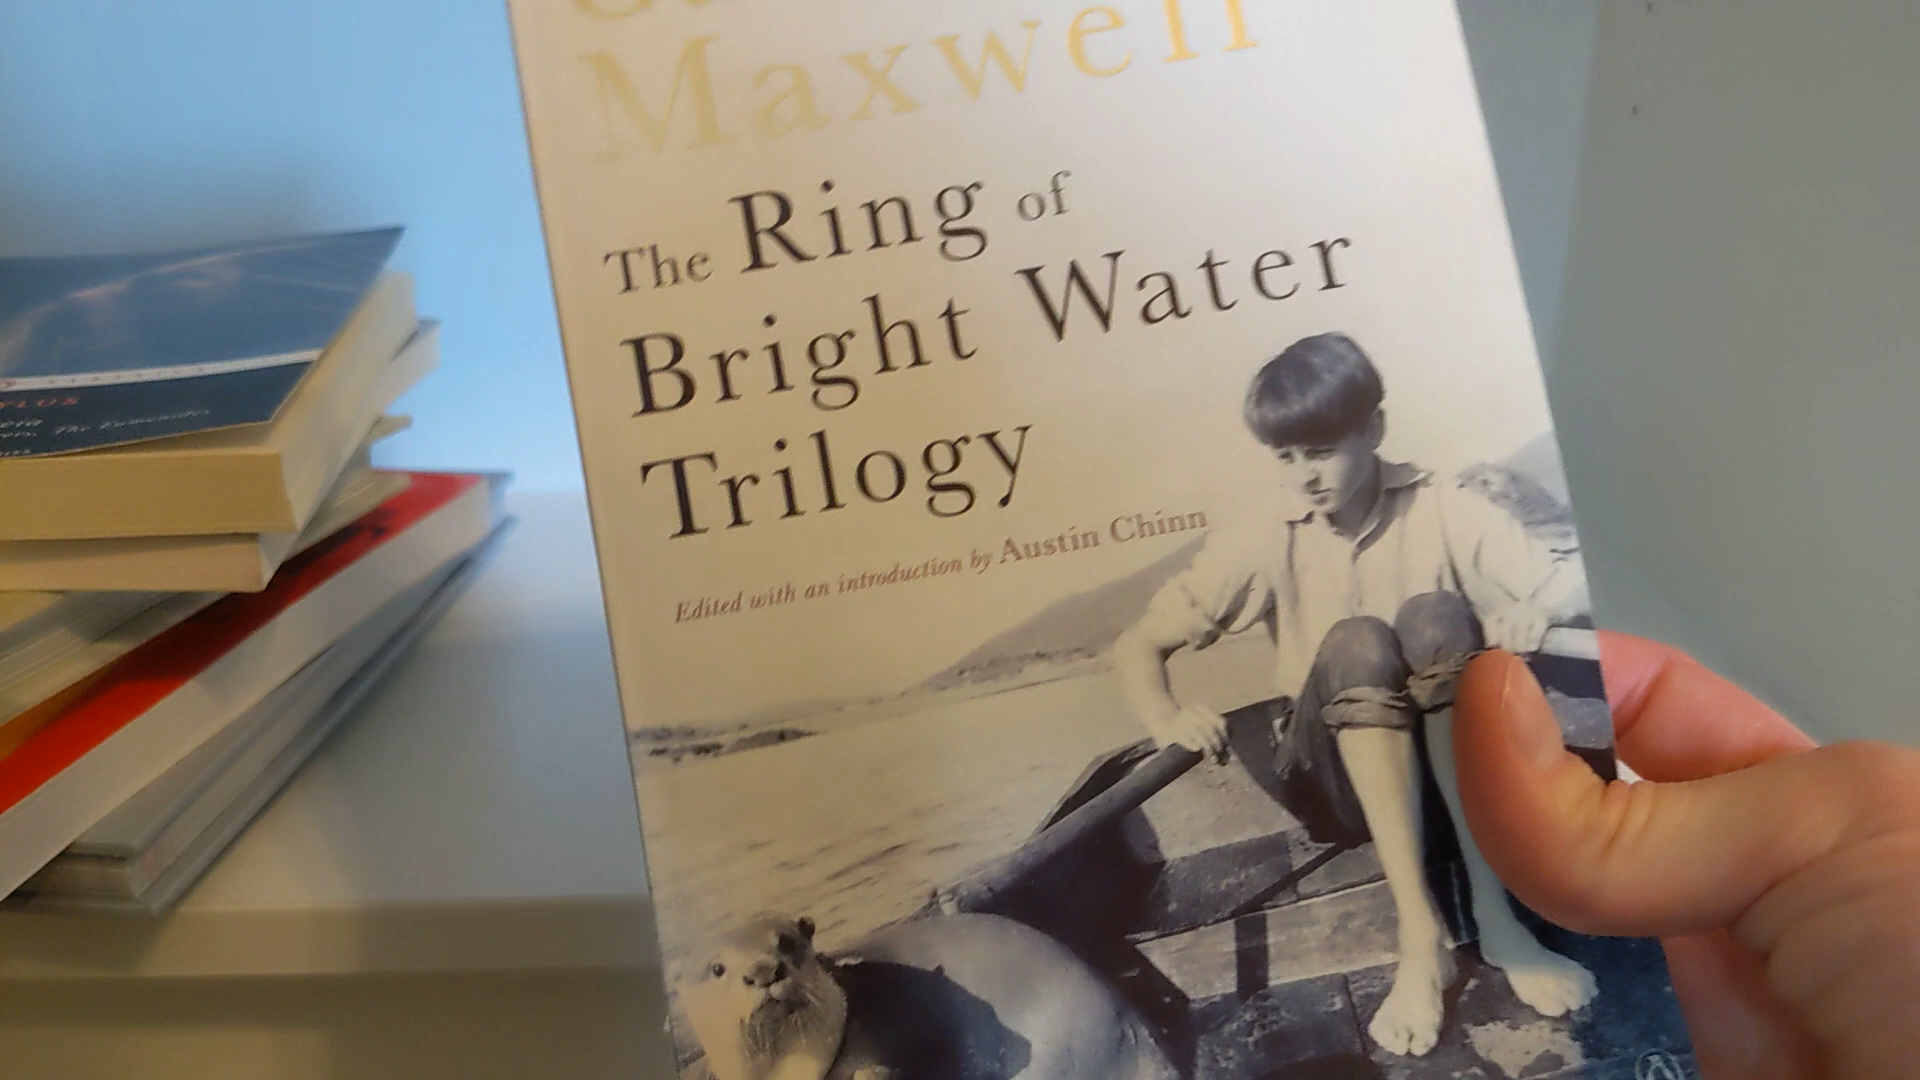 Maxwell
The Ring of
Bright Water
Trilogy
Edited with an introduction by Austin Chinn